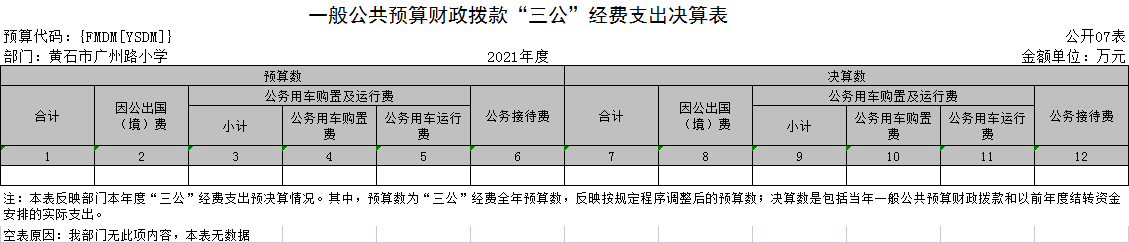 一般公共预算财政拨款“三公”经费支出决算表
预算代码：{FMDM[YSDM]} 公开07表
部门：黄石市广州路小学 2021年度 金额单位：万元
预算数 决算数
合计 因公出国（境）费 公务用车购置及运行费 公务接待费 合计 因公出国（境）费 公务用车购置及运行费 公务接待费
小计 公务用车购置费 公务用车运行费 小计 公务用车购置费 公务用车运行费
1 2 3 4 5 6 7 8 9 10 11 12
注：本表反映部门本年度“三公”经费支出预决算情况。其中，预算数为“三公”经费全年预算数，反映按规定程序调整后的预算数；决算数是包括当年一般公共预算财政拨款和以前年度结转资金
安排的实际支出。
空表原因：我部门无此项内容，本表无数据